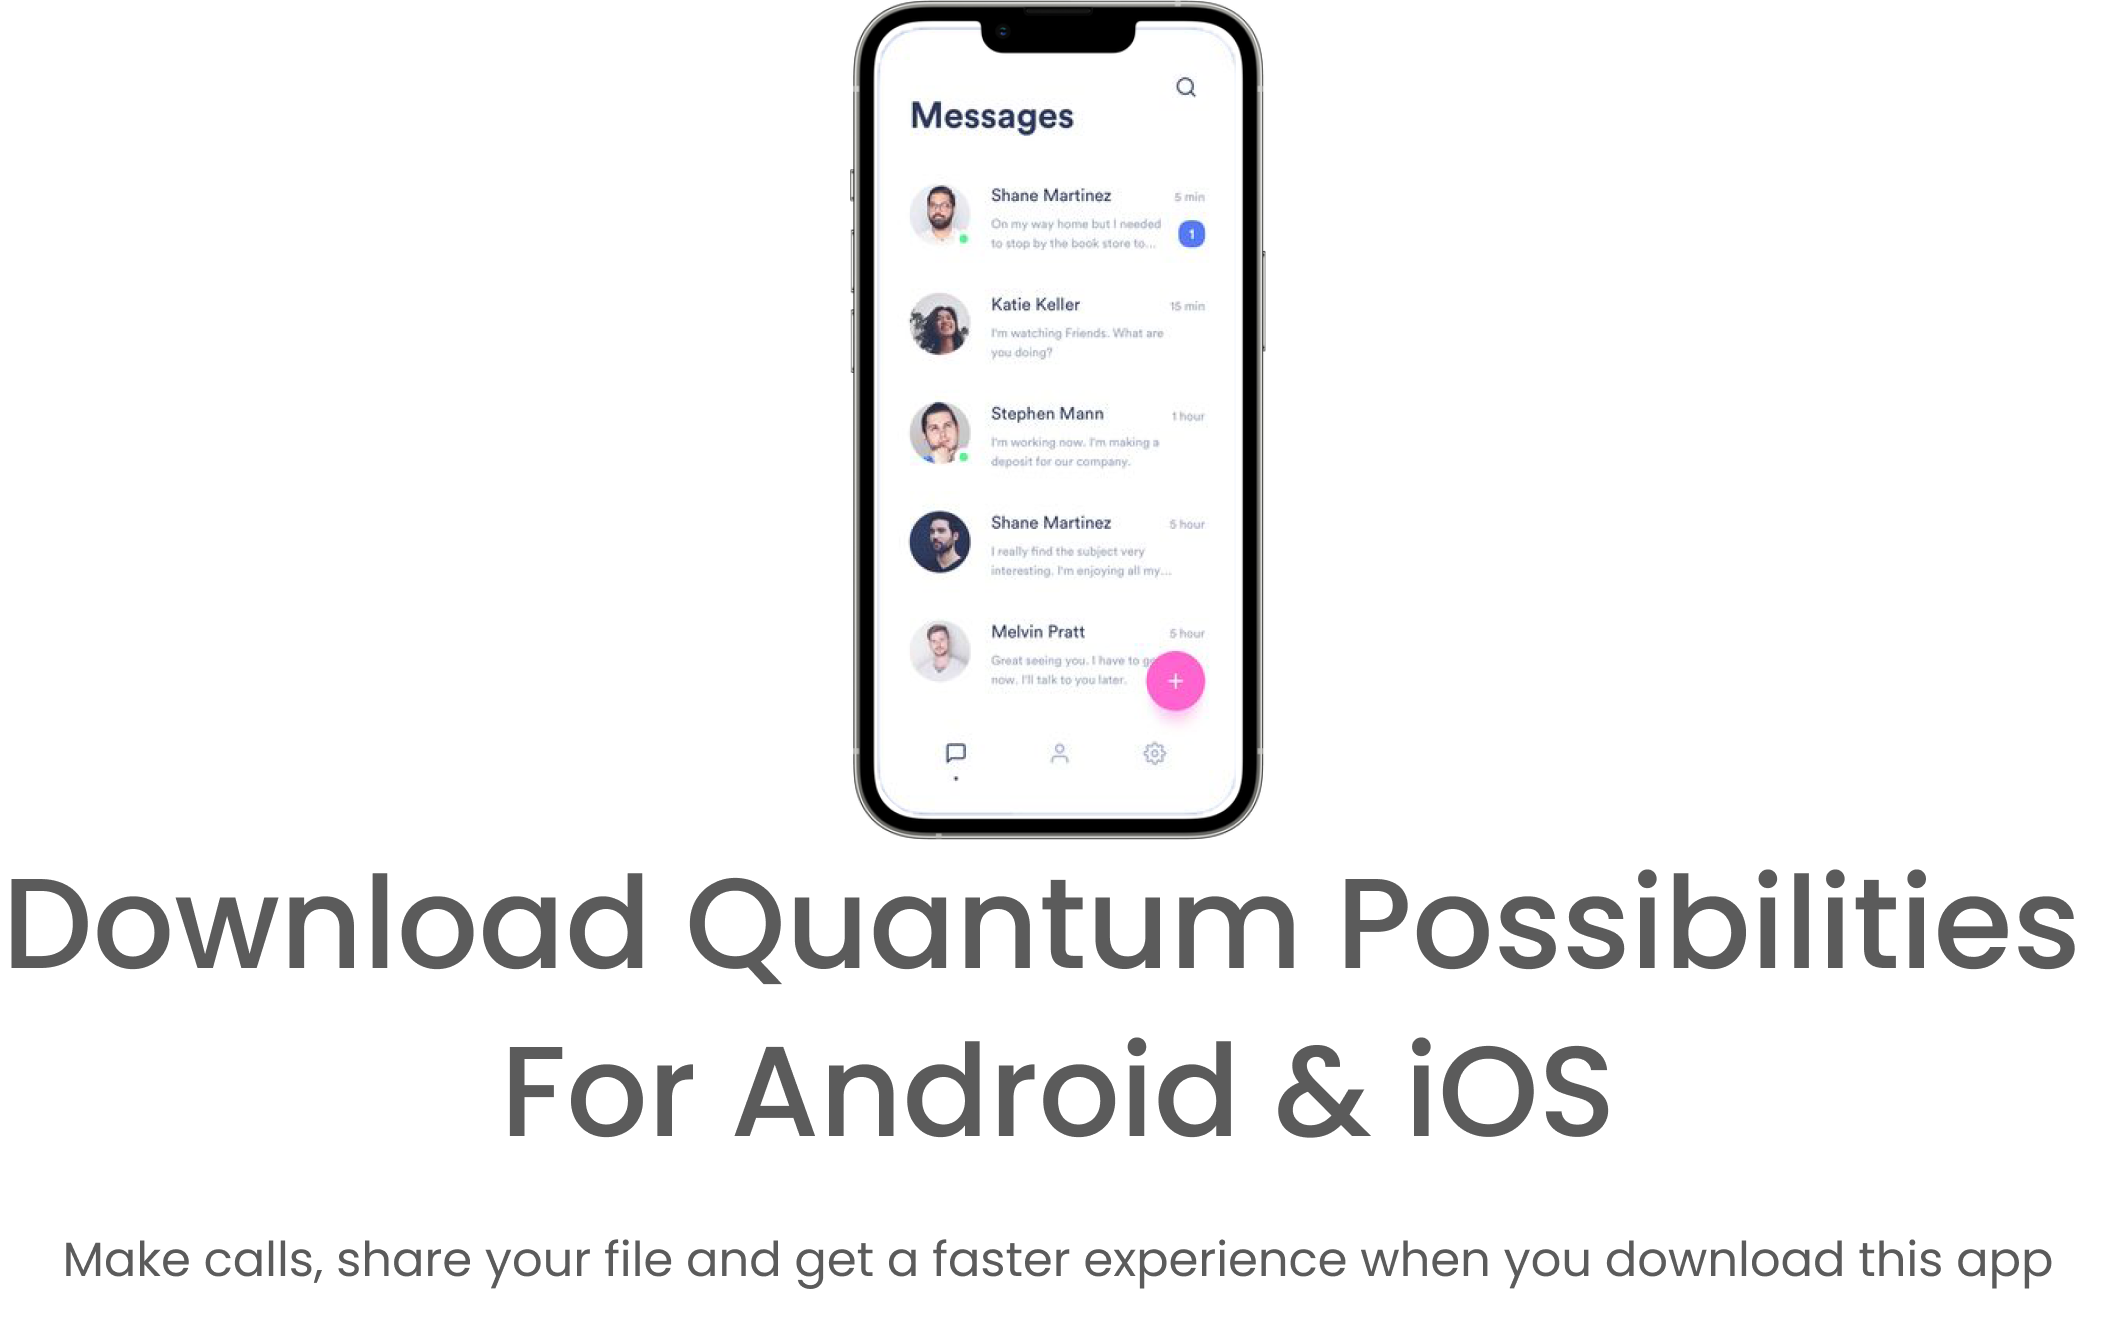 Messages
Shane Martinez 5 min
On my way home but I needed
to stop by the book store to... 1
Katie Keller 15 min
I'm watching Friends. What are
you doing?
Stephen Mann 1 hour
I'm working now. I'm making a
deposit for our company.
Shane Martinez 5 hour
I really find the subject very
interesting. I'm enjoying all my...
Melvin Pratt 5 hour
Great seeing you. I have to go
now. I'll talk to you later.
Download Quantum Possibilities
For Android & iOS
Make calls, share your file and get a faster experience when you download this app